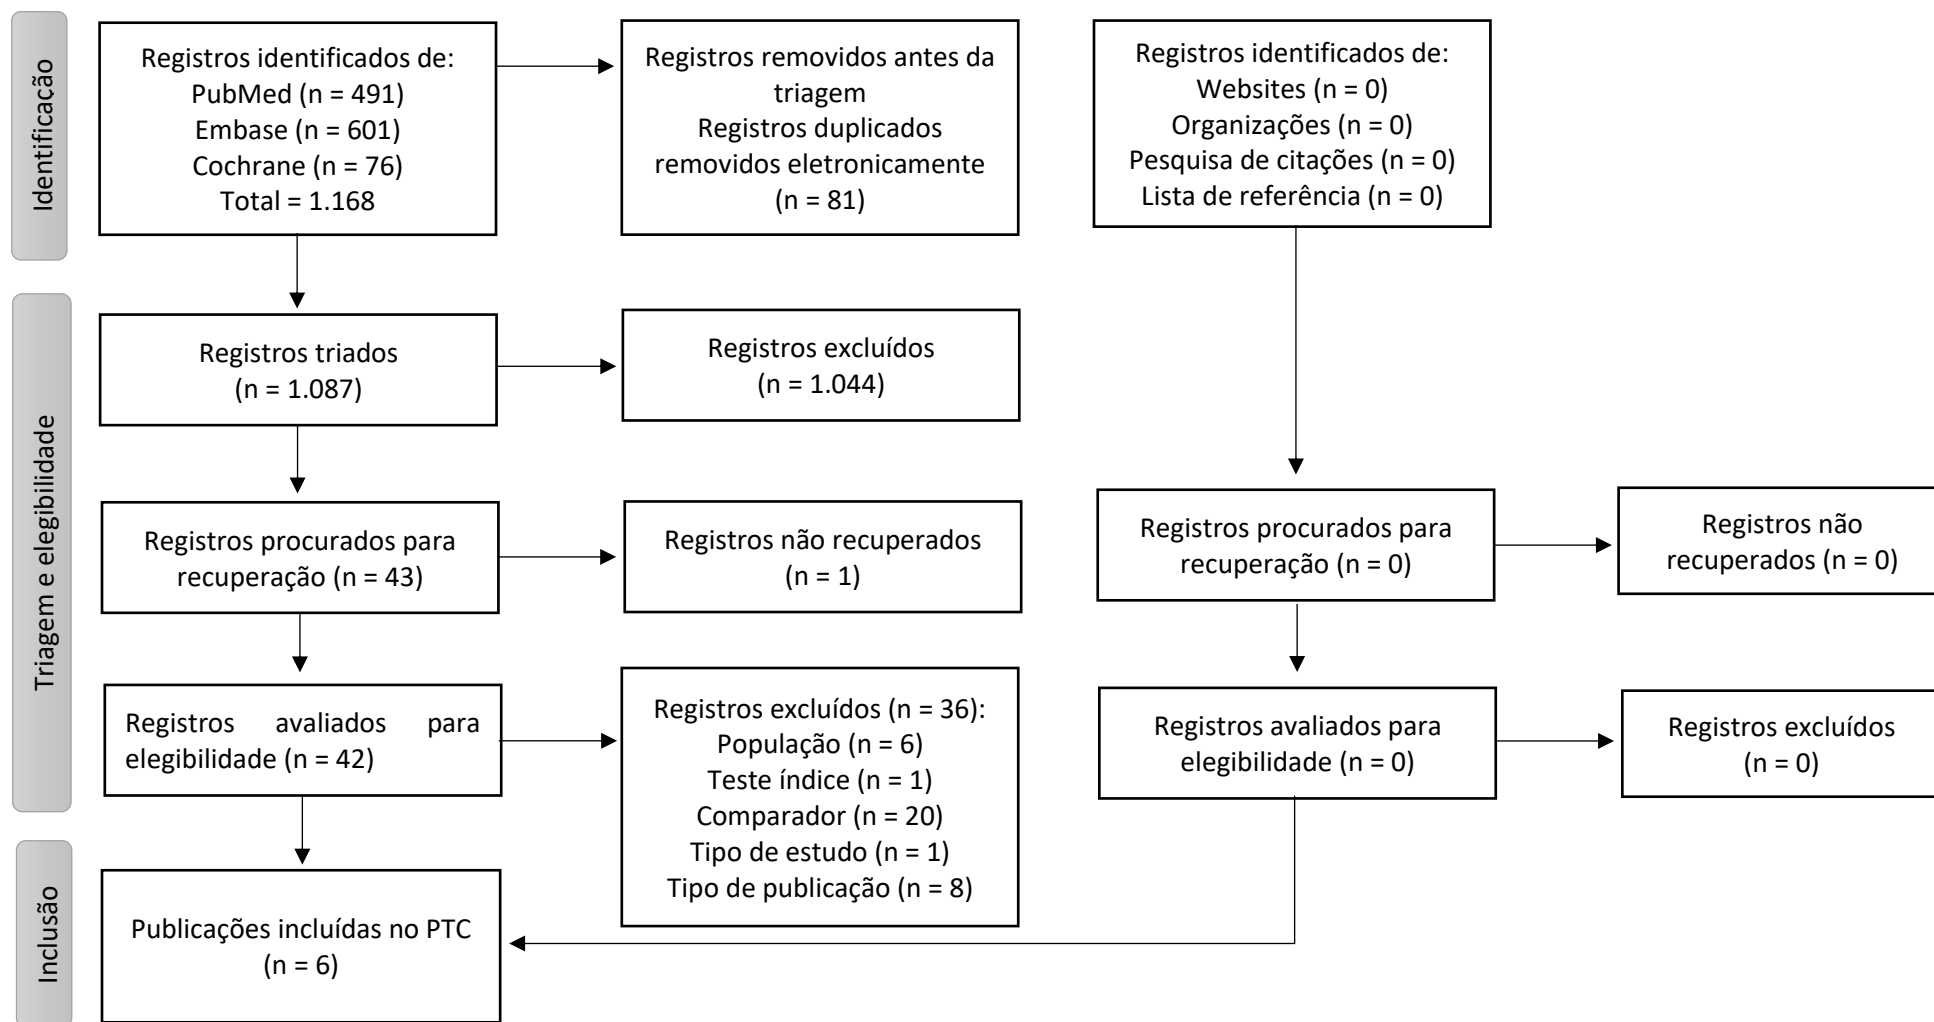 Identificação
Registros identificados de:
PubMed (n = 491)
Embase (n = 601)
Cochrane (n = 76)
Total = 1.168
Registros removidos antes da
triagem
Registros duplicados
removidos eletronicamente
(n = 81)
Registros identificados de:
Websites (n = 0)
Organizações (n = 0)
Pesquisa de citações (n = 0)
Lista de referência (n = 0)
Triagem e elegibilidade
Registros triados
(n = 1.087)
Registros excluídos
(n = 1.044)
Registros procurados para
recuperação (n = 43)
Registros não recuperados
(n = 1)
Registros procurados para
recuperação (n = 0)
Registros não
recuperados (n = 0)
Registros avaliados para
elegibilidade (n = 42)
Registros excluídos (n = 36):
População (n = 6)
Teste índice (n = 1)
Comparador (n = 20)
Tipo de estudo (n = 1)
Tipo de publicação (n = 8)
Registros avaliados para
elegibilidade (n = 0)
Registros excluídos
(n = 0)
Inclusão
Publicações incluídas no PTC
(n = 6)